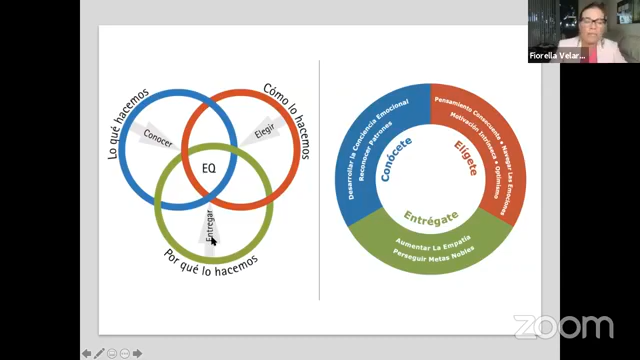 Lo qué hacemos
Cómo lo hacemos
Conocer
Elegir
EQ
Entregar
Por qué lo hacemos
Desarrollar la Conciencia Emocional
Reconocer Patrones
Conócete
Pensamiento Consecuente • Navegar Las Emociones
Motivación Intrínseca • Optimismo
Elígete
Entrégate
Aumentar La Empatía
Perseguir Metas Nobles
Fiorella Velar...
zoom